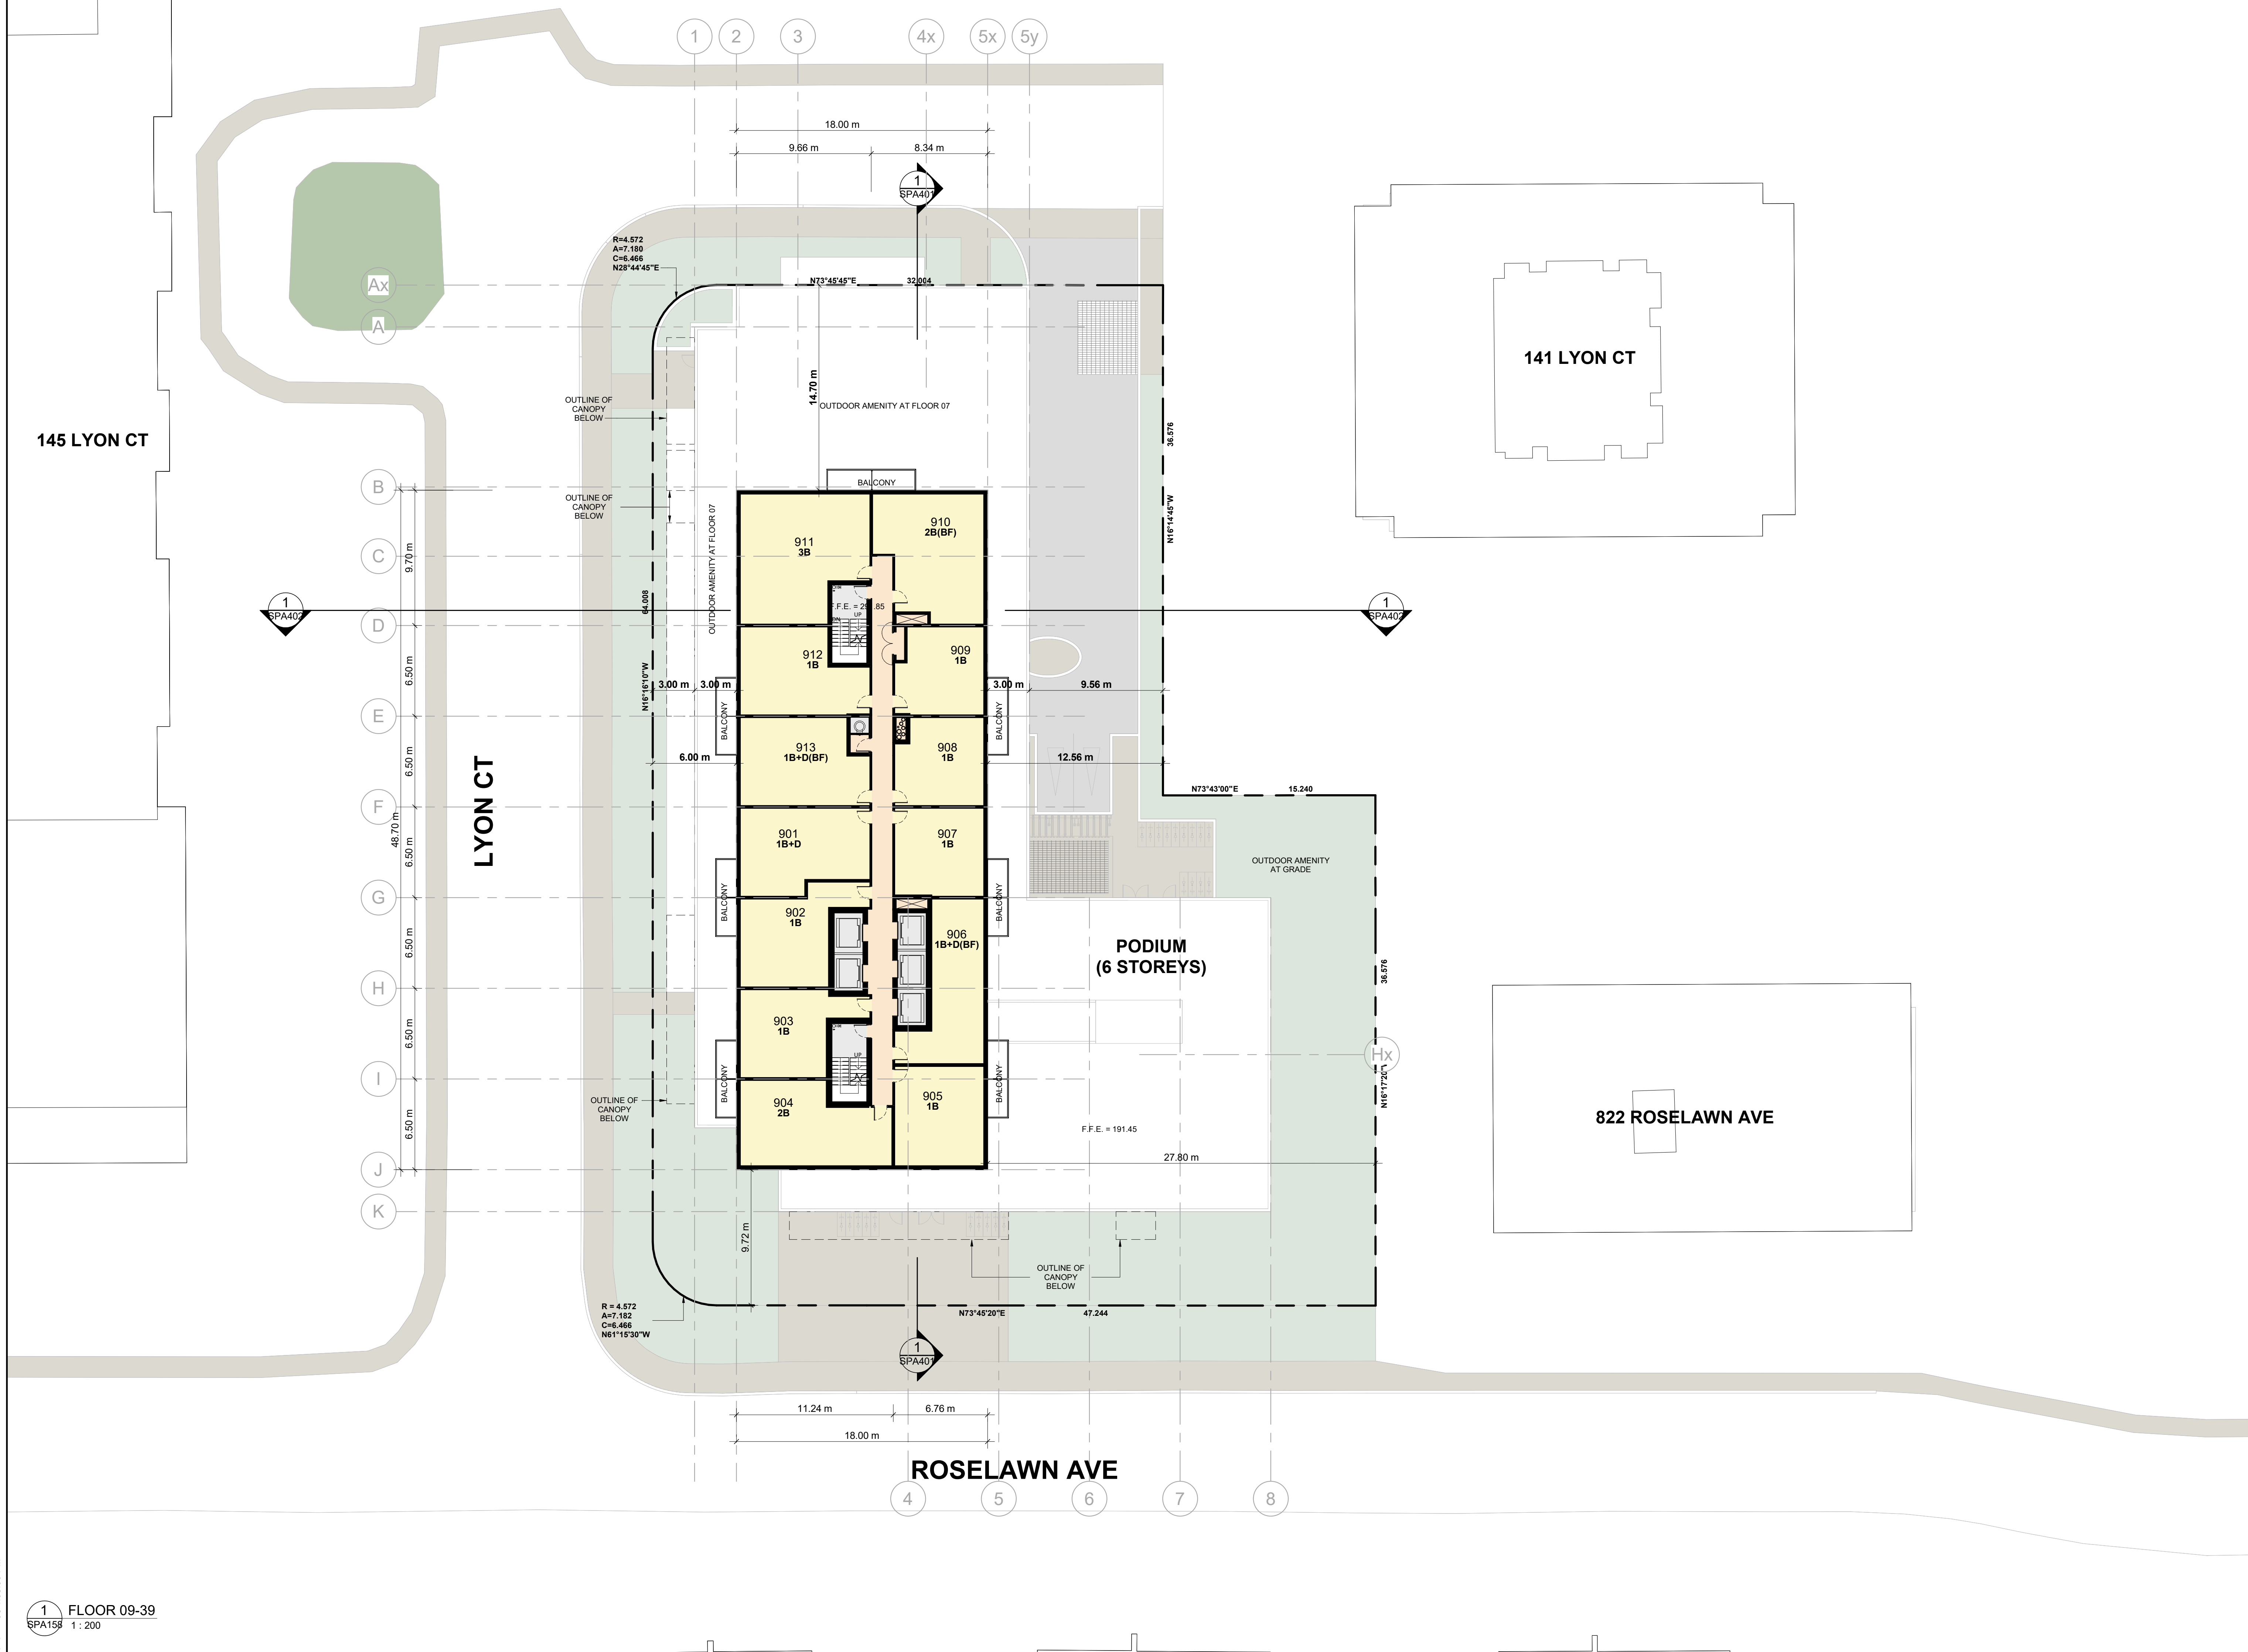 1
2
3
4x
5x
5y
18.00 m
9.66 m
8.34 m
1
SPA401
R=4.572
A=7.180
C=6.466
N28°44'45"E
N73°45'45"E
32.004
Ax
A
14.70 m
OUTDOOR AMENITY AT FLOOR 07
OUTLINE OF
CANOPY
BELOW
141 LYON CT
145 LYON CT
36.576
N16°14'45"W
B
BALCONY
OUTLINE OF
CANOPY
BELOW
OUTDOOR AMENITY AT FLOOR 07
910
2B(BF)
911
3B
C
9.70 m
1
SPA402
64.008
UP
1
SPA402
D
912
1B
909
1B
6.50 m
N16°16'10"W
3.00 m
3.00 m
3.00 m
9.56 m
E
BALCONY
BALCONY
913
1B+D(BF)
908
1B
6.50 m
6.00 m
12.56 m
N73°43'00"E
15.240
F
48.70 m
LYON CT
901
1B+D
907
1B
6.50 m
OUTDOOR AMENITY
AT GRADE
G
BALCONY
BALCONY
902
1B
906
1B+D(BF)
6.50 m
PODIUM
(6 STOREYS)
36.576
H
903
1B
6.50 m
UP
Hx
N16°17'20"
I
BALCONY
BALCONY
OUTLINE OF
CANOPY
BELOW
904
2B
905
1B
6.50 m
822 ROSELAWN AVE
F.F.E. = 191.45
27.80 m
J
K
9.72 m
OUTLINE OF
CANOPY
BELOW
R = 4.572
A=7.182
C=6.466
N61°15'30"W
N73°45'20"E
47.244
1
SPA401
11.24 m
6.76 m
18.00 m
ROSELAWN AVE
4
5
6
7
8
1
SPA158
FLOOR 09-39
1 : 200